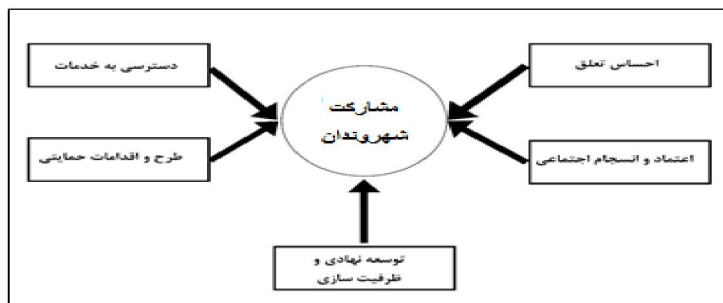 احساس تعلق
دسترسی به خدمات
مشارکت
شهروندان
اعتماد و انسجام اجتماعی
طرح و اقدامات حمایتی
توسعه نهادی و
ظرفیت سازی